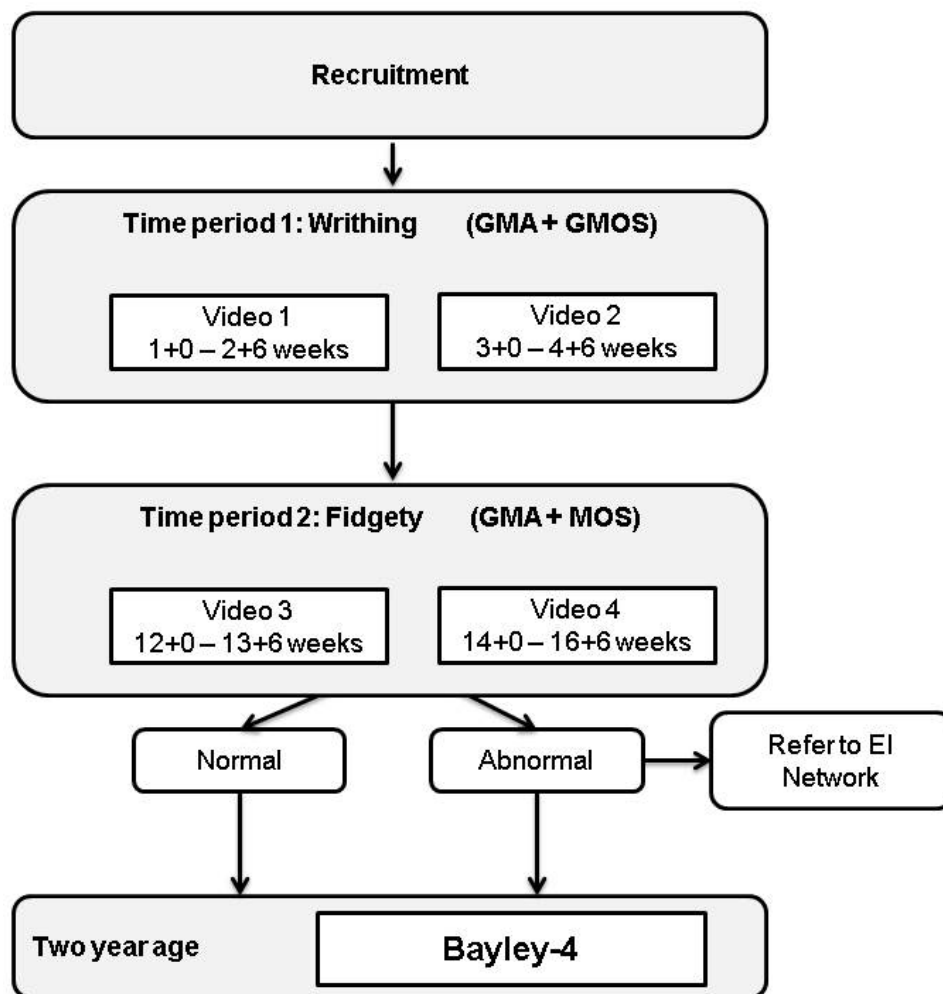 Recruitment
Time period 1: Writhing (GMA + GMOS)
Video 1
1+0 – 2+6 weeks
Video 2
3+0 – 4+6 weeks
Time period 2: Fidgety (GMA + MOS)
Video 3
12+0 – 13+6 weeks
Video 4
14+0 – 16+6 weeks
Normal
Abnormal
Refer to EI
Network
Two year age
Bayley-4